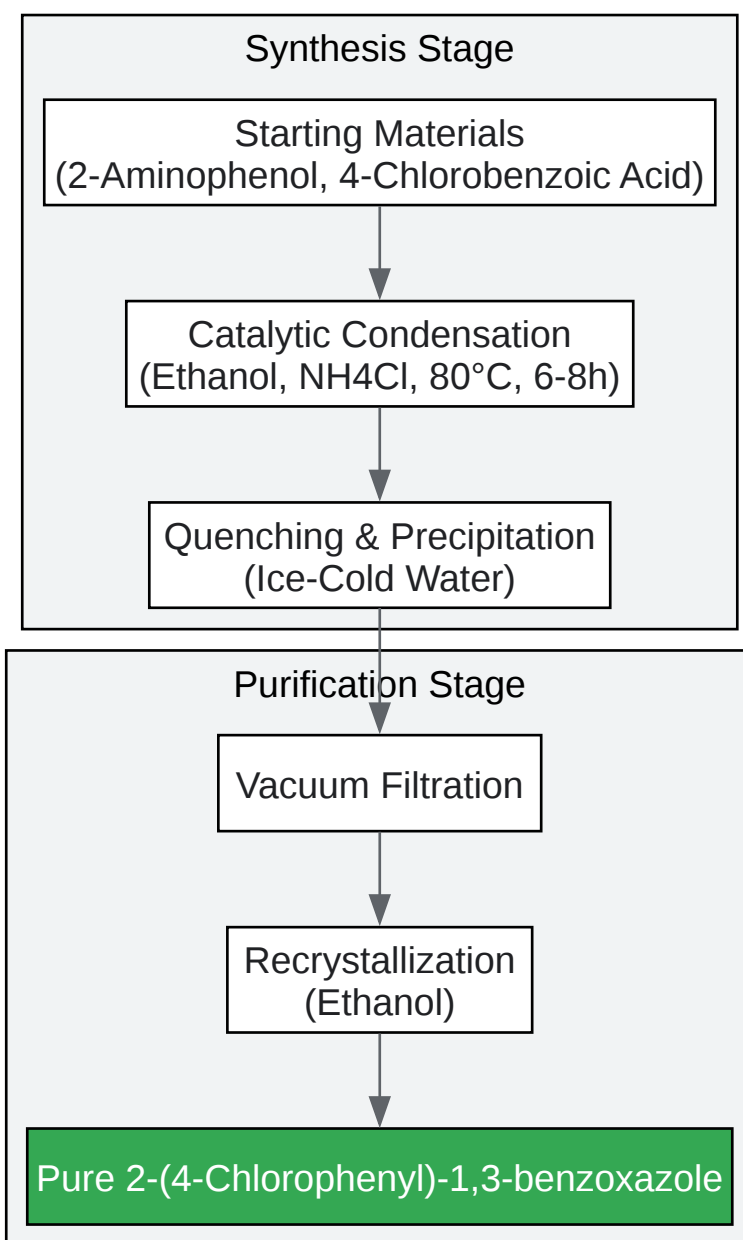 Synthesis Stage
Starting Materials
(2-Aminophenol, 4-Chlorobenzoic Acid)
Catalytic Condensation
(Ethanol, NH4Cl, 80°C, 6-8h)
Quenching & Precipitation
(Ice-Cold Water)
Purification Stage
Vacuum Filtration
Recrystallization
(Ethanol)
Pure 2-(4-Chlorophenyl)-1,3-benzoxazole